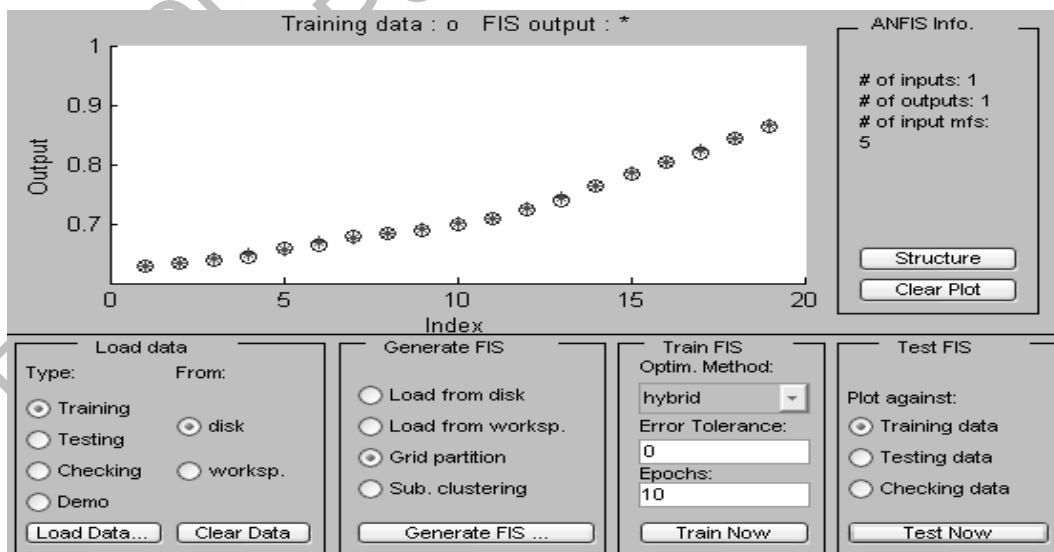 Training data : o FIS output : *
1
0.9
0.8
0.7
Output
0
5
10
15
20
Index
ANFIS Info.
# of inputs: 1
# of outputs: 1
# of input mfs:
5
Structure
Clear Plot
Load data
Type:
From:
Training
Testing
Checking
Demo
disk
worksp.
Load Data...
Clear Data
Generate FIS
Load from disk
Load from worksp.
Grid partition
Sub. clustering
Generate FIS ...
Train FIS
Optim. Method:
hybrid
Error Tolerance:
0
Epochs:
10
Train Now
Test FIS
Plot against:
Training data
Testing data
Checking data
Test Now